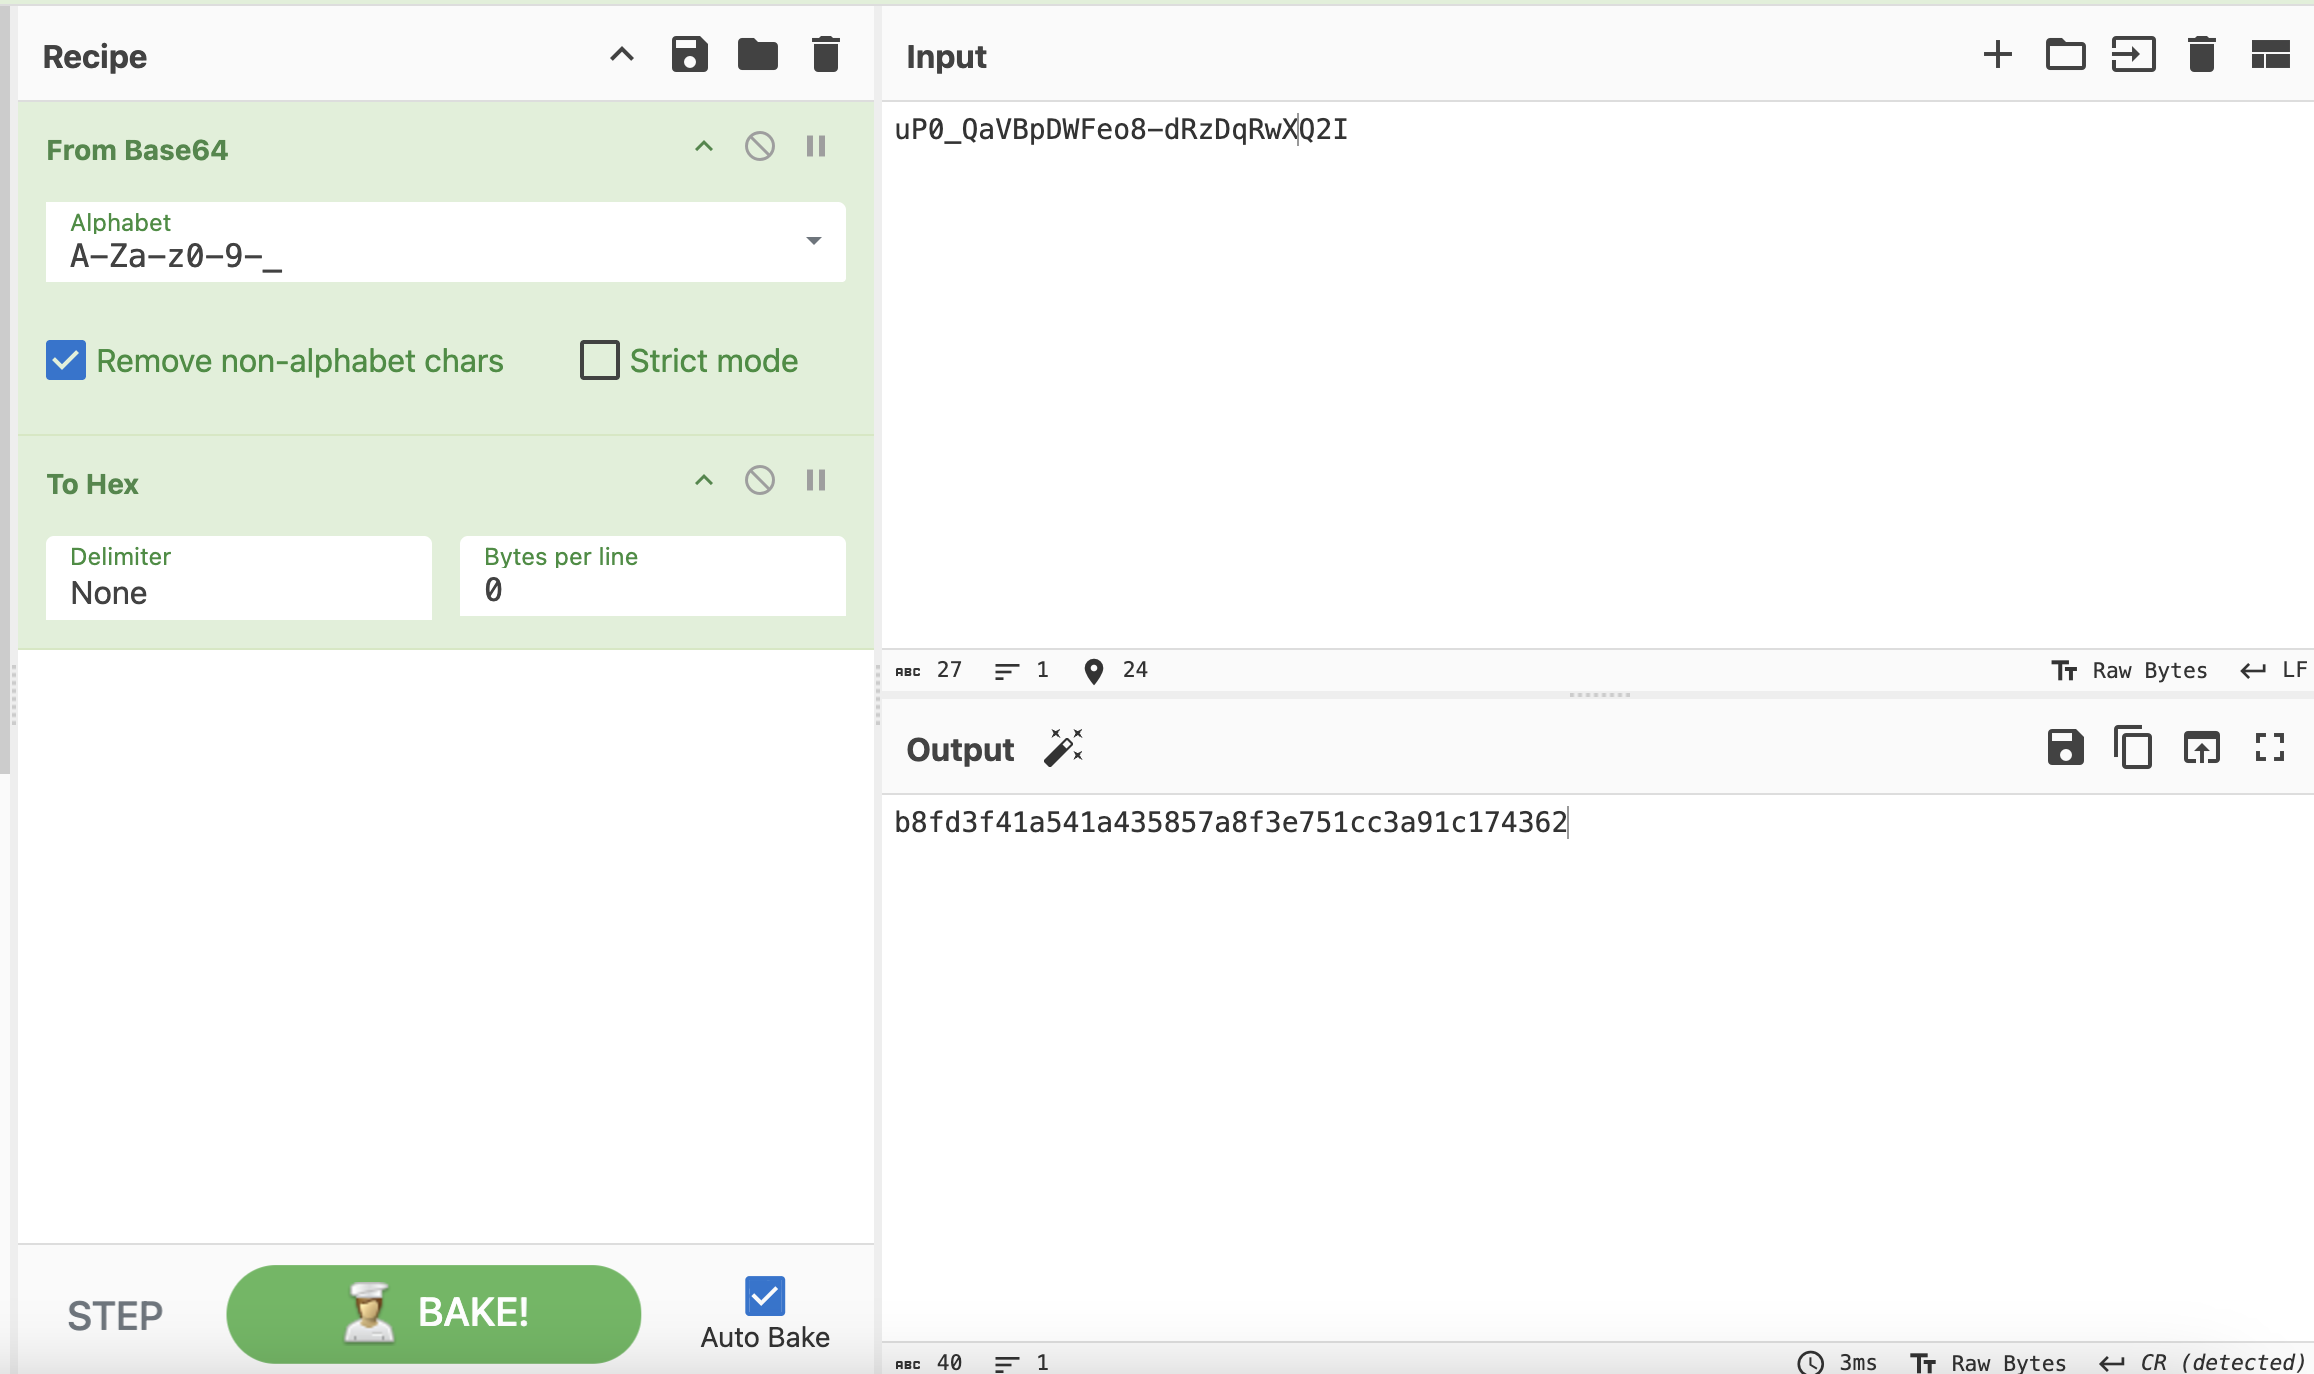 Recipe
From Base64
Alphabet
A-Za-z0-9-_
Remove non-alphabet chars
Strict mode
To Hex
Delimiter
None
Bytes per line
0
STEP
BAKE!
Auto Bake
Input
uP0_QaVBpDWFeo8-dRzDqRwXQ2I
ABC 27 1 24
Raw Bytes LF
Output
b8fd3f41a541a435857a8f3e751cc3a91c174362
ABC 40 1
3ms Raw Bytes CR (detected)